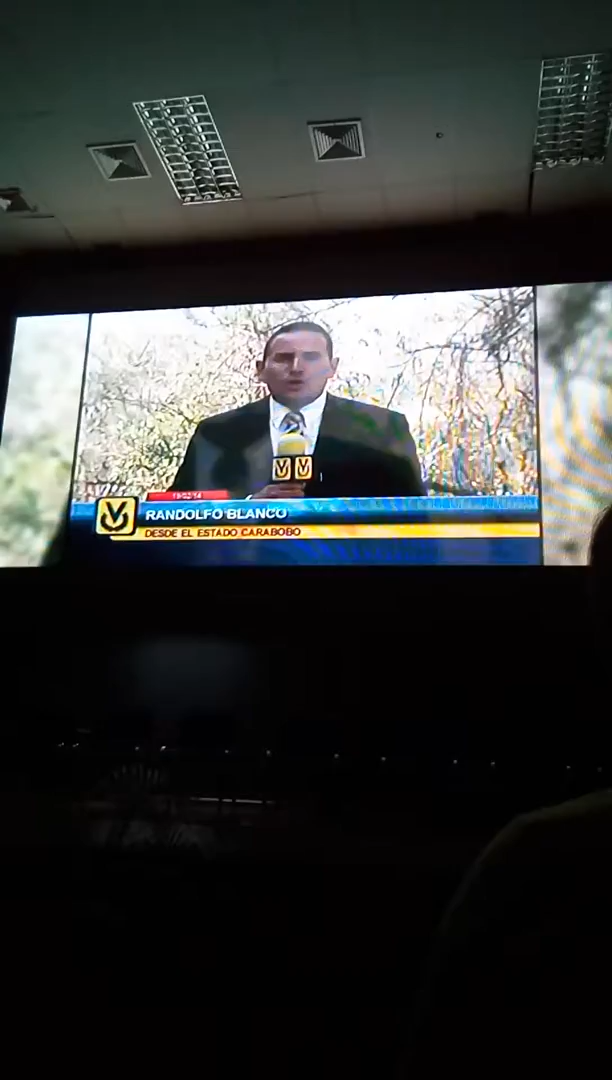 V V
19/02/14
RANDOLFO BLANCO
DESDE EL ESTADO CARABOBO